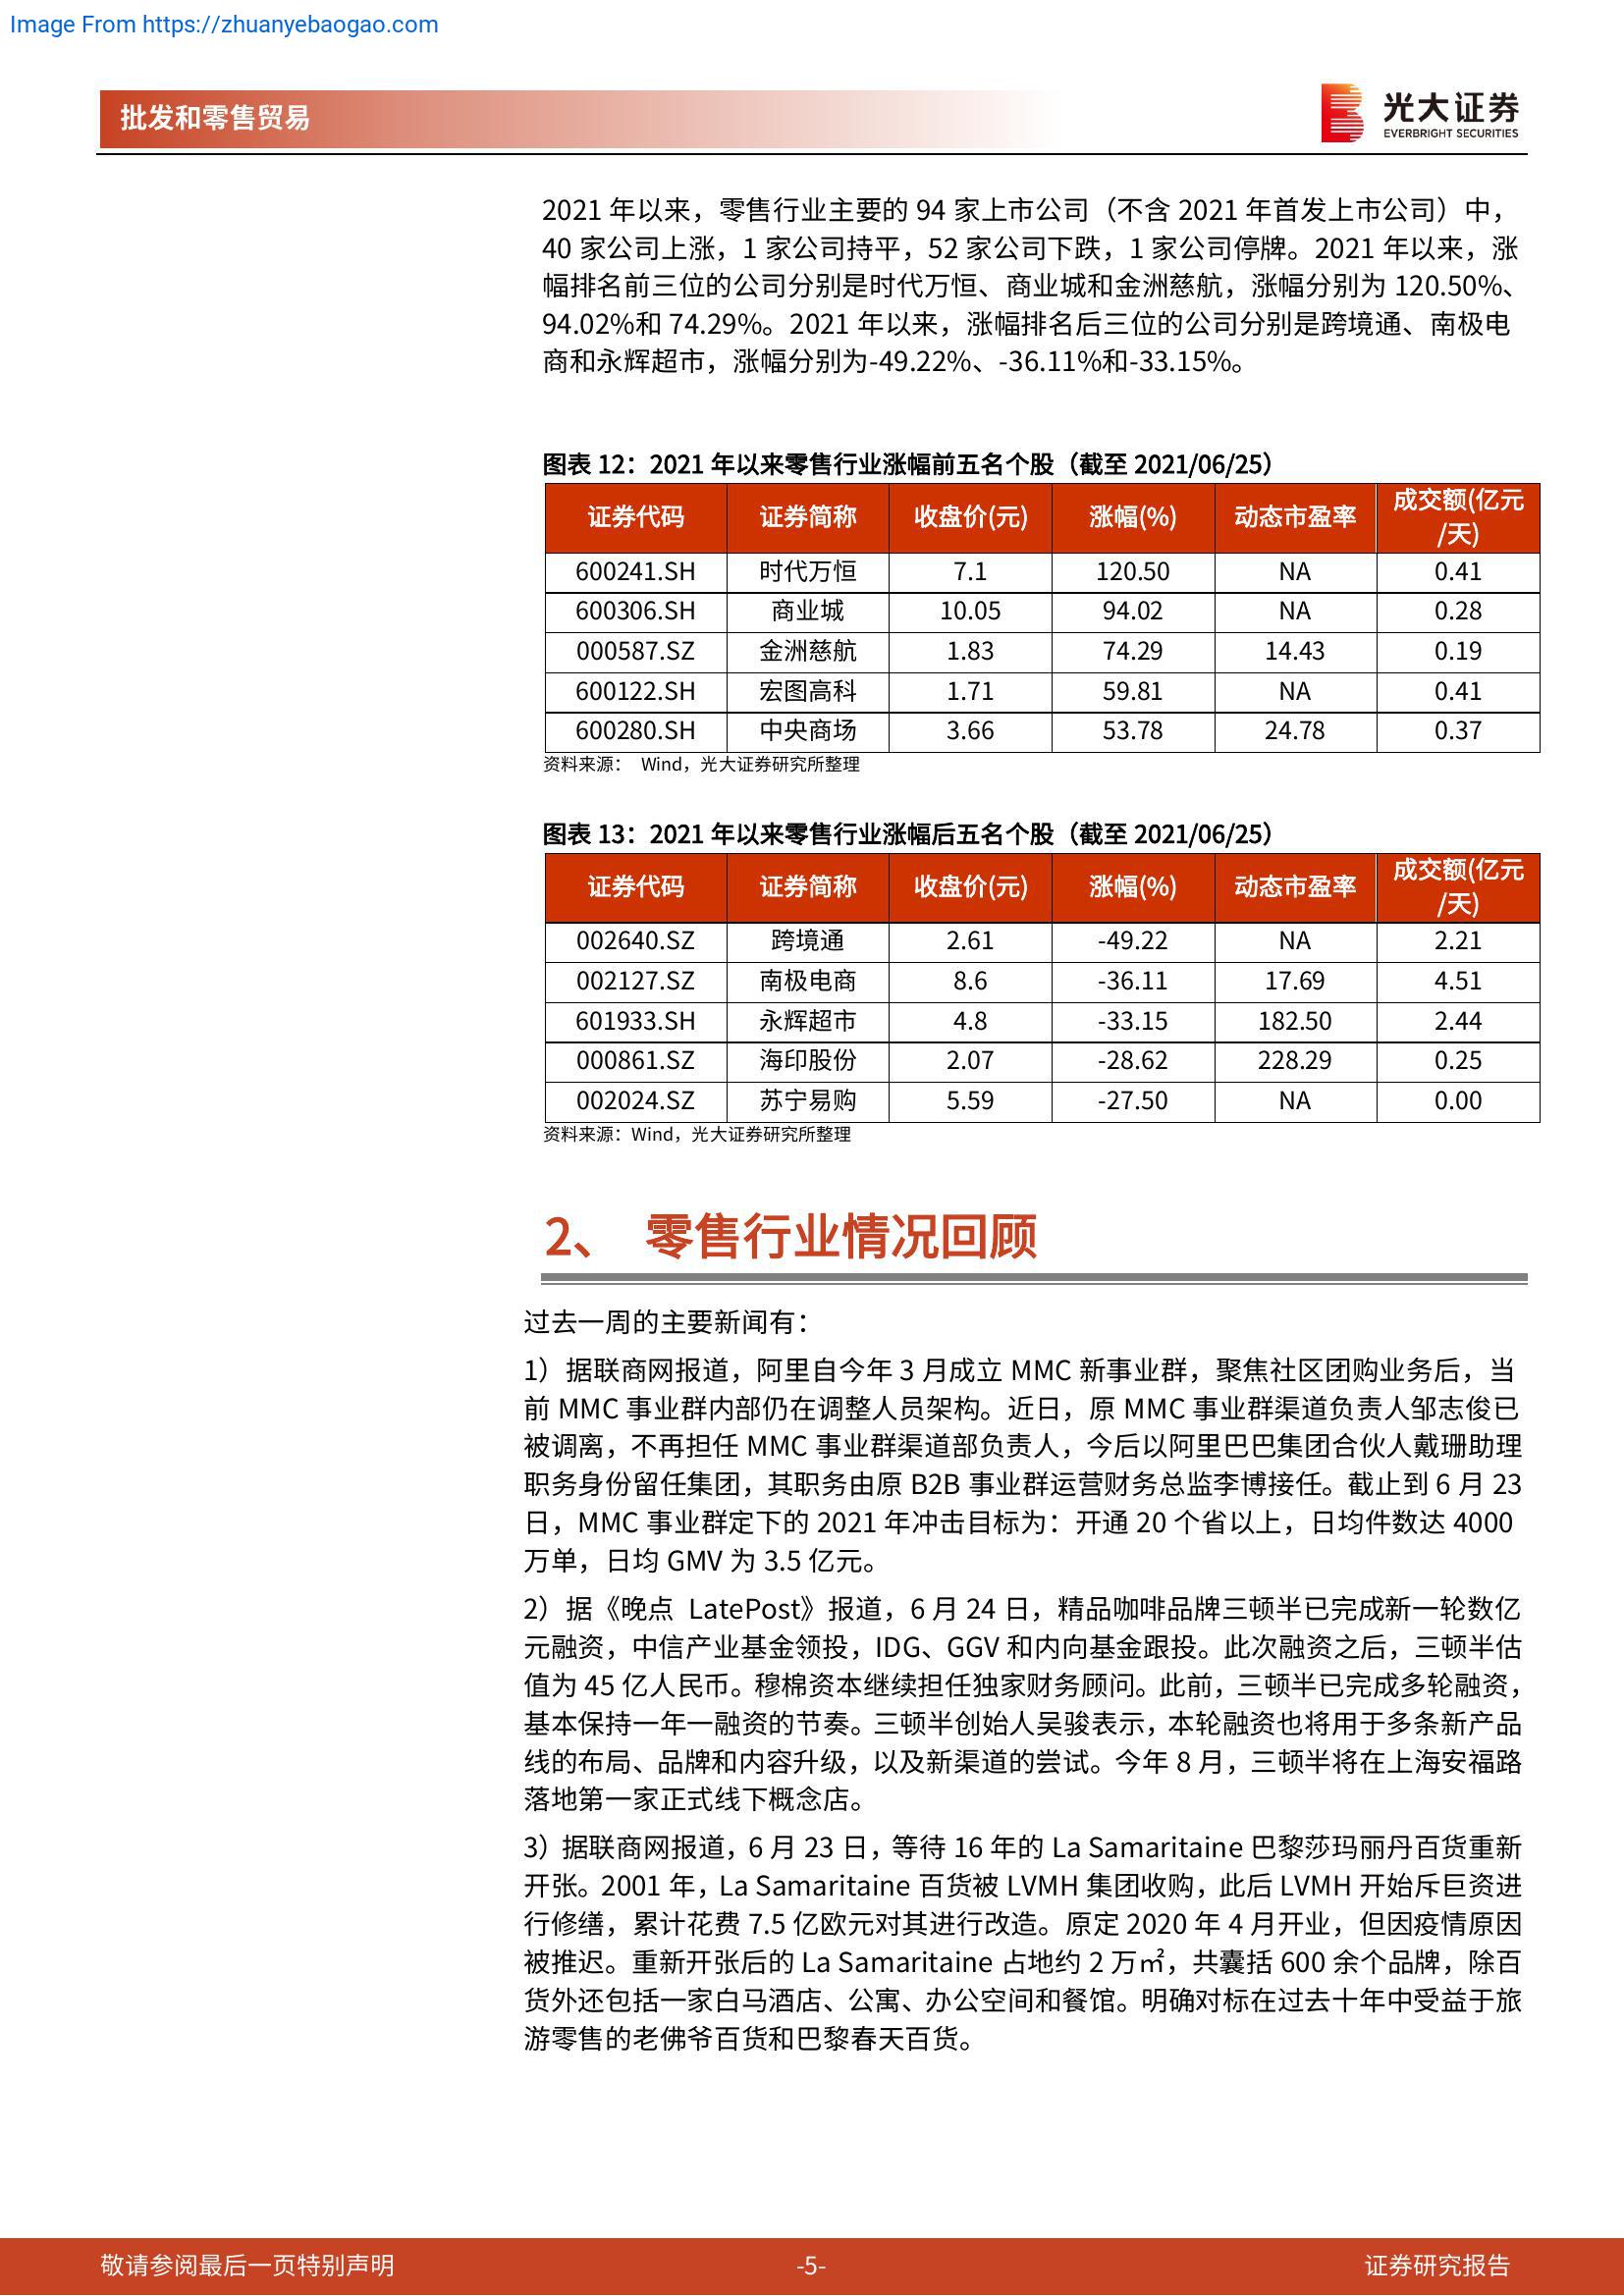 Image From https://zhuanyebaogao.com
批发和零售贸易
光大证券
EVERBRIGHT SECURITIES
2021 年以来，零售行业主要的 94 家上市公司（不含 2021 年首发上市公司）中，
40 家公司上涨，1 家公司持平，52 家公司下跌，1 家公司停牌。2021 年以来，涨
幅排名前三位的公司分别是时代万恒、商业城和金洲慈航，涨幅分别为 120.50%、
94.02%和 74.29%。2021 年以来，涨幅排名后三位的公司分别是跨境通、南极电
商和永辉超市，涨幅分别为-49.22%、-36.11%和-33.15%。
图表 12：2021 年以来零售行业涨幅前五名个股（截至 2021/06/25）
证券代码 证券简称 收盘价(元) 涨幅(%) 动态市盈率 成交额(亿元
/天)
600241.SH 时代万恒 7.1 120.50 NA 0.41
600306.SH 商业城 10.05 94.02 NA 0.28
000587.SZ 金洲慈航 1.83 74.29 14.43 0.19
600122.SH 宏图高科 1.71 59.81 NA 0.41
600280.SH 中央商场 3.66 53.78 24.78 0.37
资料来源： Wind，光大证券研究所整理
图表 13：2021 年以来零售行业涨幅后五名个股（截至 2021/06/25）
证券代码 证券简称 收盘价(元) 涨幅(%) 动态市盈率 成交额(亿元
/天)
002640.SZ 跨境通 2.61 -49.22 NA 2.21
002127.SZ 南极电商 8.6 -36.11 17.69 4.51
601933.SH 永辉超市 4.8 -33.15 182.50 2.44
000861.SZ 海印股份 2.07 -28.62 228.29 0.25
002024.SZ 苏宁易购 5.59 -27.50 NA 0.00
资料来源：Wind，光大证券研究所整理
2、 零售行业情况回顾
过去一周的主要新闻有：
1）据联商网报道，阿里自今年 3 月成立 MMC 新事业群，聚焦社区团购业务后，当
前 MMC 事业群内部仍在调整人员架构。近日，原 MMC 事业群渠道负责人邹志俊已
被调离，不再担任 MMC 事业群渠道部负责人，今后以阿里巴巴集团合伙人戴珊助理
职务身份留任集团，其职务由原 B2B 事业群运营财务总监李博接任。截止到 6 月 23
日，MMC 事业群定下的 2021 年冲击目标为：开通 20 个省以上，日均件数达 4000
万单，日均 GMV 为 3.5 亿元。
2）据《晚点 LatePost》报道，6 月 24 日，精品咖啡品牌三顿半已完成新一轮数亿
元融资，中信产业基金领投，IDG、GGV 和内向基金跟投。此次融资之后，三顿半估
值为 45 亿人民币。穆棉资本继续担任独家财务顾问。此前，三顿半已完成多轮融资，
基本保持一年一融资的节奏。三顿半创始人吴骏表示，本轮融资也将用于多条新产品
线的布局、品牌和内容升级，以及新渠道的尝试。今年 8 月，三顿半将在上海安福路
落地第一家正式线下概念店。
3）据联商网报道，6 月 23 日，等待 16 年的 La Samaritaine 巴黎莎玛丽丹百货重新
开张。2001 年，La Samaritaine 百货被 LVMH 集团收购，此后 LVMH 开始斥巨资进
行修缮，累计花费 7.5 亿欧元对其进行改造。原定 2020 年 4 月开业，但因疫情原因
被推迟。重新开张后的 La Samaritaine 占地约 2 万㎡，共囊括 600 余个品牌，除百
货外还包括一家白马酒店、公寓、办公空间和餐馆。明确对标在过去十年中受益于旅
游零售的老佛爷百货和巴黎春天百货。
敬请参阅最后一页特别声明 -5- 证券研究报告